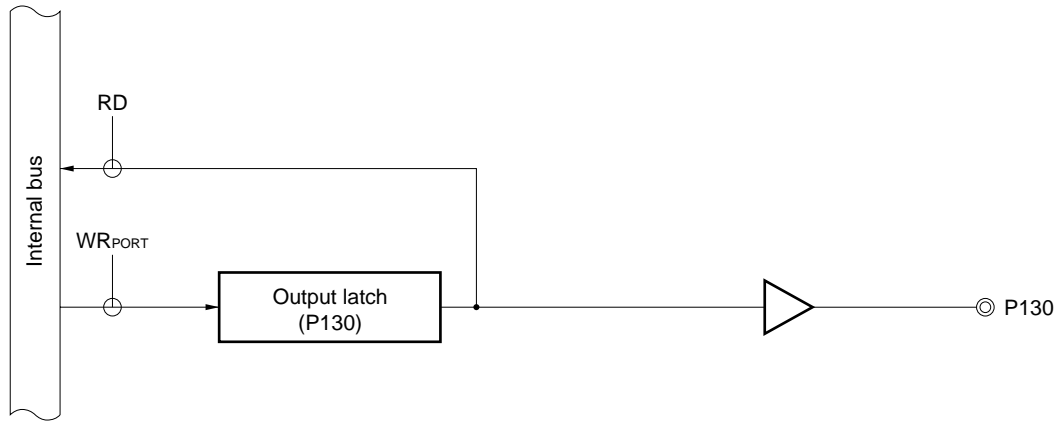 RD
Internal bus
WRPORT
Output latch
(P130)
P130